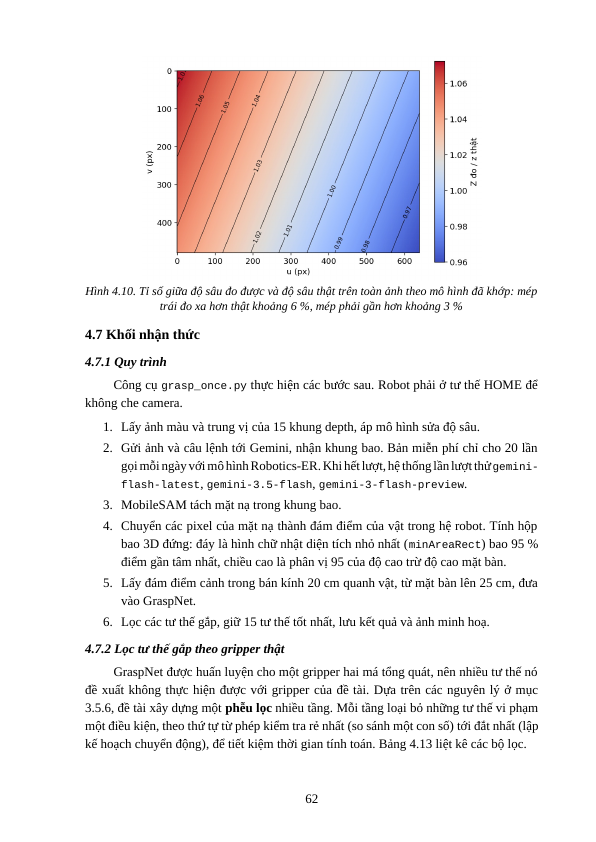 0
100
200
300
400
v (px)
0
100
200
300
400
500
600
u (px)
1.06
1.05
1.04
1.03
1.02
1.01
1.00
0.99
0.98
0.97
1.06
1.04
1.02
1.00
0.98
0.96
Z đo / z thật
Hình 4.10. Tỉ số giữa độ sâu đo được và độ sâu thật trên toàn ảnh theo mô hình đã khớp: mép
trái đo xa hơn thật khoảng 6 %, mép phải gần hơn khoảng 3 %
4.7 Khối nhận thức
4.7.1 Quy trình
Công cụ grasp_once.py thực hiện các bước sau. Robot phải ở tư thế HOME để
không che camera.
1. Lấy ảnh màu và trung vị của 15 khung depth, áp mô hình sửa độ sâu.
2. Gửi ảnh và câu lệnh tới Gemini, nhận khung bao. Bản miễn phí chỉ cho 20 lần
gọi mỗi ngày với mô hình Robotics-ER. Khi hết lượt, hệ thống lần lượt thử gemini-
flash-latest, gemini-3.5-flash, gemini-3-flash-preview.
3. MobileSAM tách mặt nạ trong khung bao.
4. Chuyển các pixel của mặt nạ thành đám điểm của vật trong hệ robot. Tính hộp
bao 3D đứng: đáy là hình chữ nhật diện tích nhỏ nhất (minAreaRect) bao 95 %
điểm gần tâm nhất, chiều cao là phân vị 95 của độ cao trừ độ cao mặt bàn.
5. Lấy đám điểm cảnh trong bán kính 20 cm quanh vật, từ mặt bàn lên 25 cm, đưa
vào GraspNet.
6. Lọc các tư thế gắp, giữ 15 tư thế tốt nhất, lưu kết quả và ảnh minh hoạ.
4.7.2 Lọc tư thế gắp theo gripper thật
GraspNet được huấn luyện cho một gripper hai má tổng quát, nên nhiều tư thế nó
đề xuất không thực hiện được với gripper của đề tài. Dựa trên các nguyên lý ở mục
3.5.6, đề tài xây dựng một phễu lọc nhiều tầng. Mỗi tầng loại bỏ những tư thế vi phạm
một điều kiện, theo thứ tự từ phép kiểm tra rẻ nhất (so sánh một con số) tới đắt nhất (lập
kế hoạch chuyển động), để tiết kiệm thời gian tính toán. Bảng 4.13 liệt kê các bộ lọc.
62